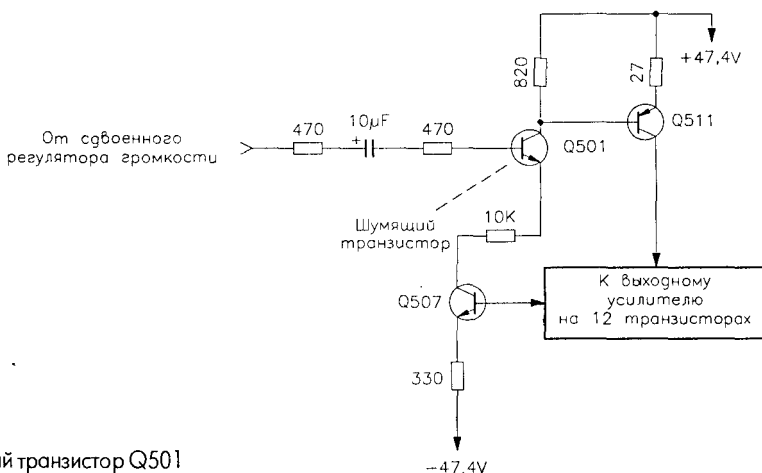 +47,4V
820
27
Q511
10µF
470
+
470
От сдвоенного
регулятора громкости
Q501
Шумящий
транзистор
10K
К выходному
усилителю
на 12 транзисторах
Q507
330
ий транзистор Q501
−47,4V